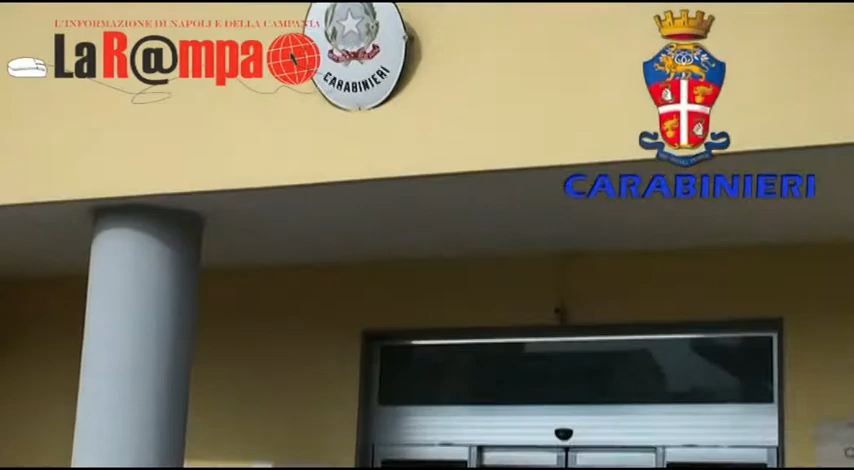 L'INFORMAZIONE DI NAPOLI E DELLA CAMPANIA
LaR@mpa
CARABINIERI
CARABINIERI